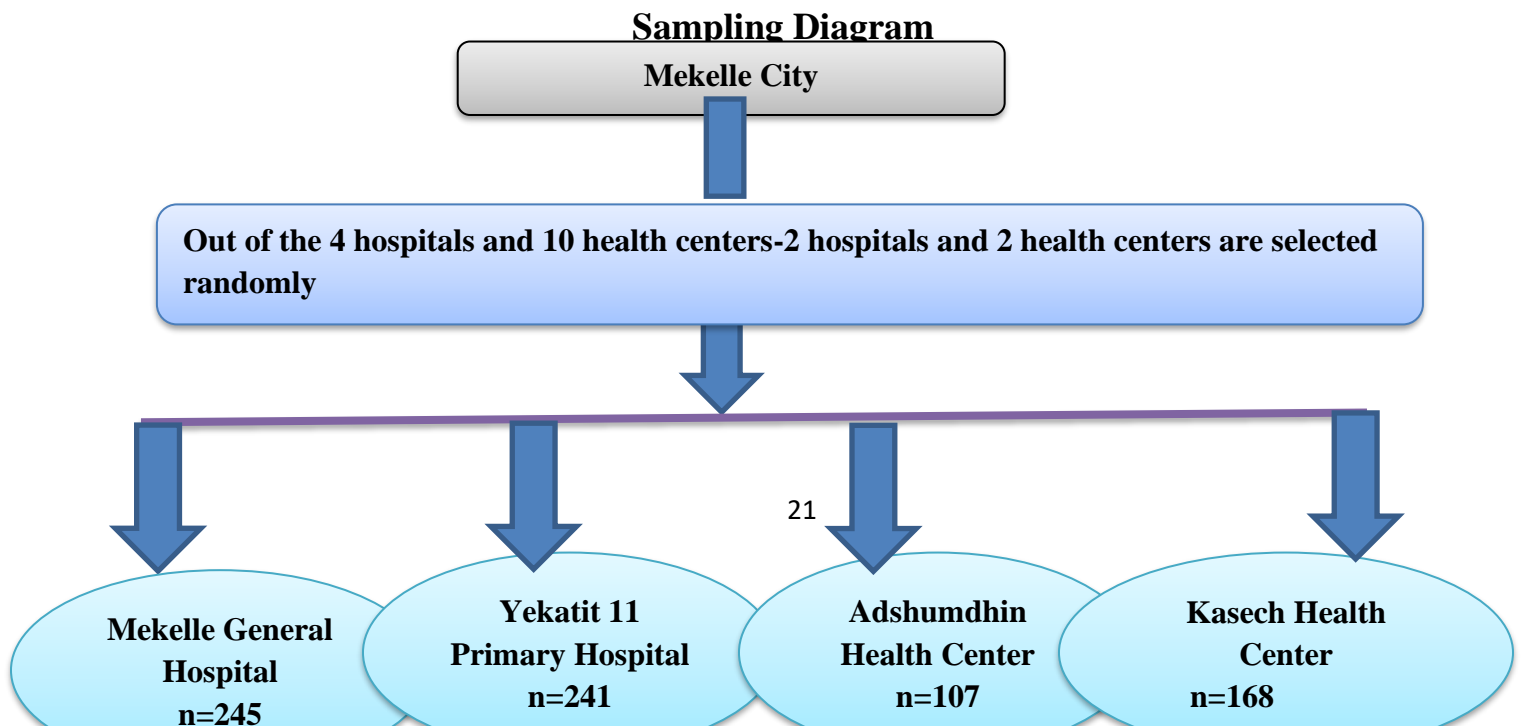 Sampling Diagram
Mekelle City
Out of the 4 hospitals and 10 health centers-2 hospitals and 2 health centers are selected
randomly
21
Mekelle General
Hospital
n=245
Yekatit 11
Primary Hospital
n=241
Adshumdhin
Health Center
n=107
Kasech Health
Center
n=168